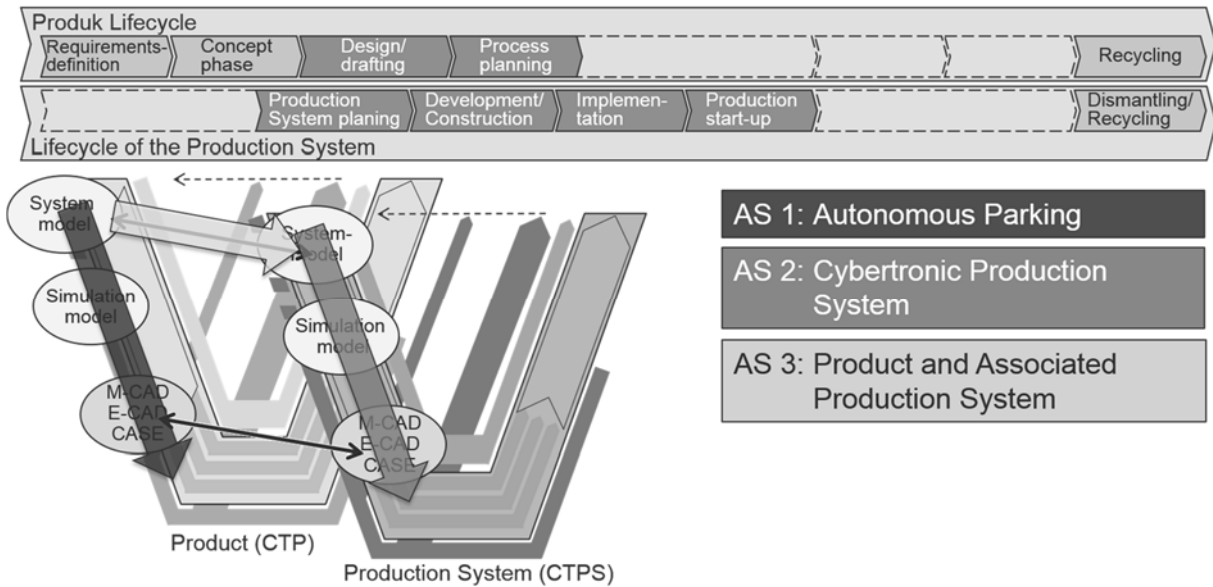 Produk Lifecycle
Requirements-
definition
Concept
phase
Design/
drafting
Process
planning
Recycling
Production
System planing
Development/
Construction
Implemen-
tation
Production
start-up
Dismantling/
Recycling
Lifecycle of the Production System
System
model
System-
model
Simulation
model
Simulation
model
M-CAD
E-CAD
CASE
M-CAD
E-CAD
CASE
Product (CTP)
Production System (CTPS)
AS 1: Autonomous Parking
AS 2: Cybertronic Production
System
AS 3: Product and Associated
Production System